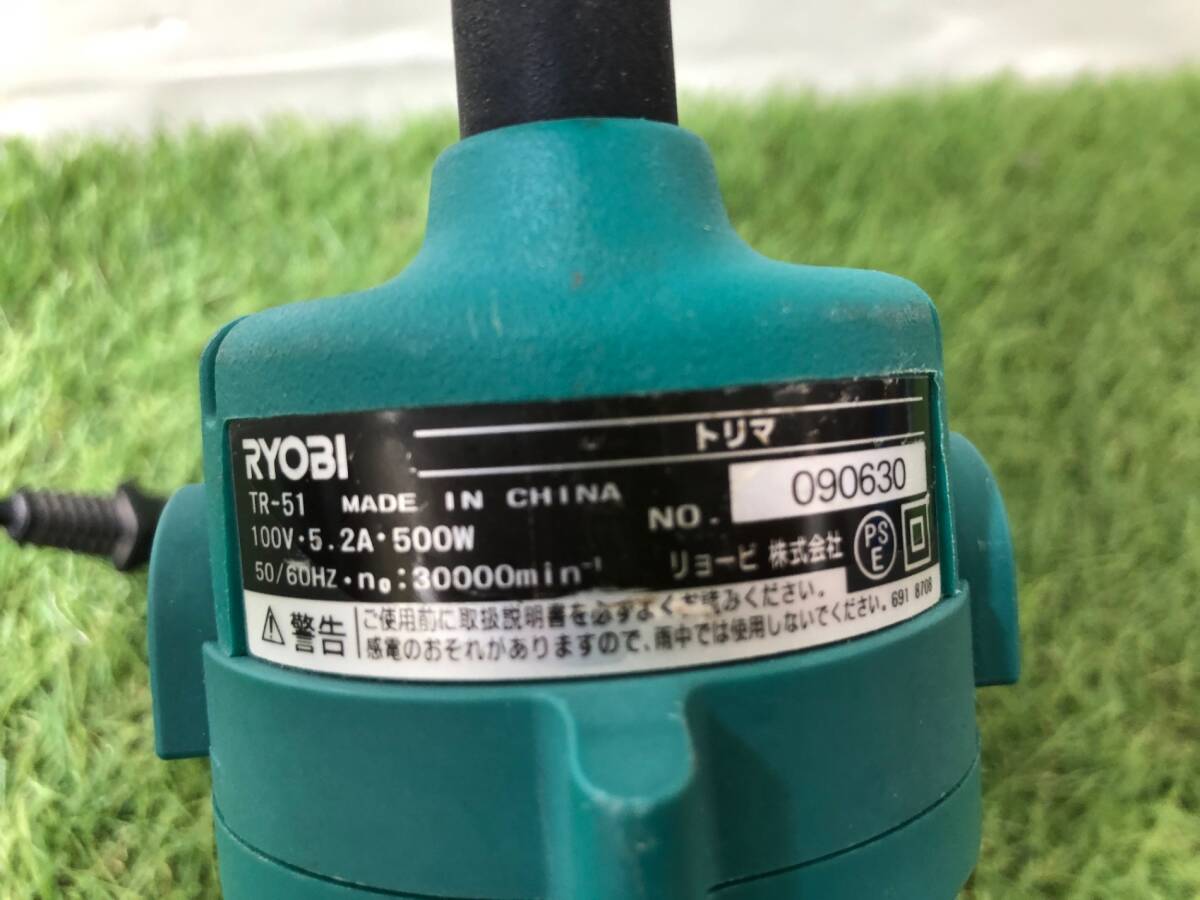 RYOBI
トリマ
TR-51 MADE IN CHINA
NO. 090630
100V・5.2A・500W
50/60HZ・n₀:30000min⁻¹
リョービ 株式会社
PS
E
警告
ご使用前に取扱説明書を必ずよくお読みください。
感電のおそれがありますので、雨中では使用しないでください。 691 8708